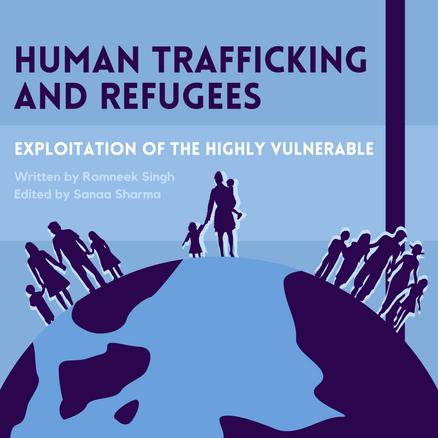 HUMAN TRAFFICKING
AND REFUGEES
EXPLOITATION OF THE HIGHLY VULNERABLE
Written by Ramneek Singh
Edited by Sanaa Sharma